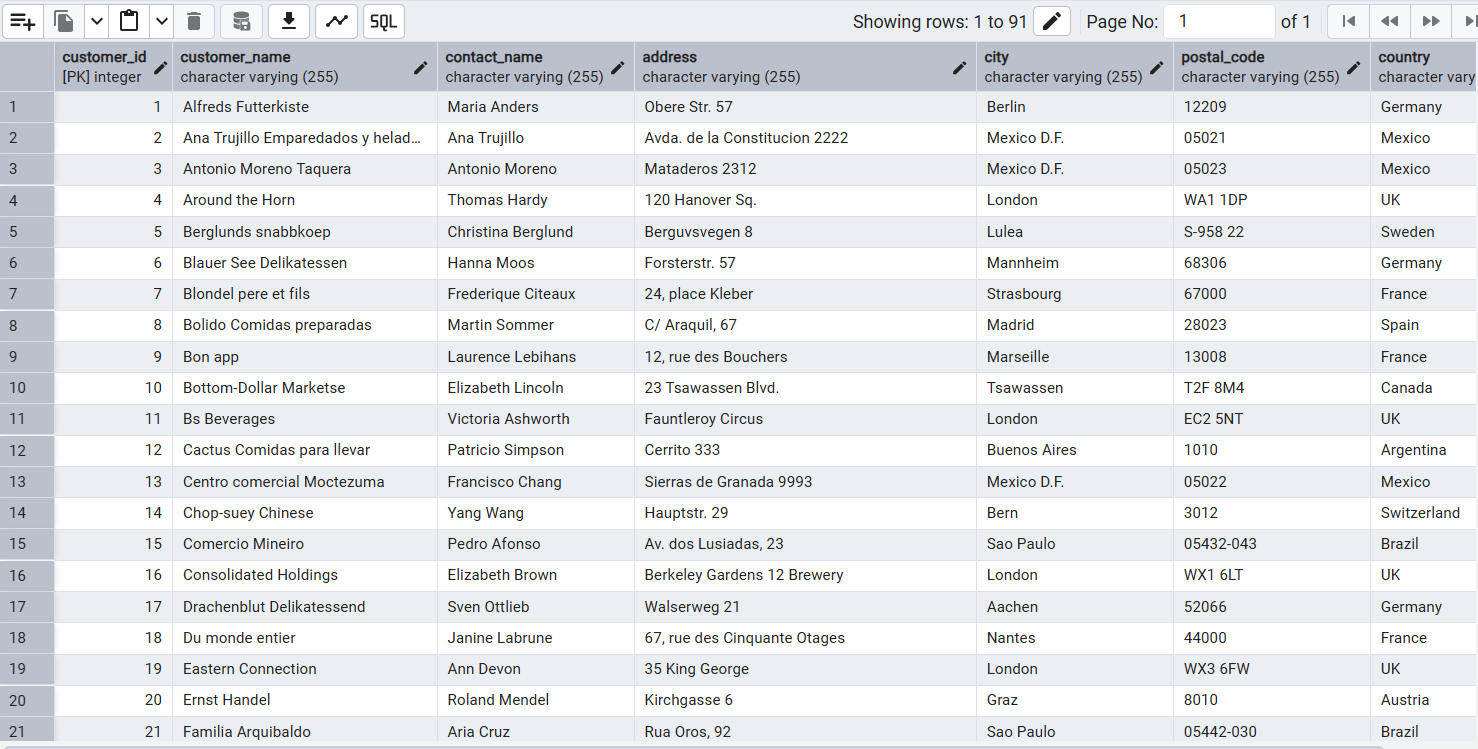 SQL Showing rows: 1 to 91 Page No: 1 of 1
customer_id customer_name contact_name address city postal_code country
[PK] integer character varying (255) character varying (255) character varying (255) character varying (255) character varying (255) character vary
1 1 Alfreds Futterkiste Maria Anders Obere Str. 57 Berlin 12209 Germany
2 2 Ana Trujillo Emparedados y helad… Ana Trujillo Avda. de la Constitucion 2222 Mexico D.F. 05021 Mexico
3 3 Antonio Moreno Taquera Antonio Moreno Mataderos 2312 Mexico D.F. 05023 Mexico
4 4 Around the Horn Thomas Hardy 120 Hanover Sq. London WA1 1DP UK
5 5 Berglunds snabbkoep Christina Berglund Berguvsvegen 8 Lulea S-958 22 Sweden
6 6 Blauer See Delikatessen Hanna Moos Forsterstr. 57 Mannheim 68306 Germany
7 7 Blondel pere et fils Frederique Citeaux 24, place Kleber Strasbourg 67000 France
8 8 Bolido Comidas preparadas Martin Sommer C/ Araquil, 67 Madrid 28023 Spain
9 9 Bon app Laurence Lebihans 12, rue des Bouchers Marseille 13008 France
10 10 Bottom-Dollar Marketse Elizabeth Lincoln 23 Tsawassen Blvd. Tsawassen T2F 8M4 Canada
11 11 Bs Beverages Victoria Ashworth Fauntleroy Circus London EC2 5NT UK
12 12 Cactus Comidas para llevar Patricio Simpson Cerrito 333 Buenos Aires 1010 Argentina
13 13 Centro comercial Moctezuma Francisco Chang Sierras de Granada 9993 Mexico D.F. 05022 Mexico
14 14 Chop-suey Chinese Yang Wang Hauptstr. 29 Bern 3012 Switzerland
15 15 Comercio Mineiro Pedro Afonso Av. dos Lusiadas, 23 Sao Paulo 05432-043 Brazil
16 16 Consolidated Holdings Elizabeth Brown Berkeley Gardens 12 Brewery London WX1 6LT UK
17 17 Drachenblut Delikatessend Sven Ottlieb Walserweg 21 Aachen 52066 Germany
18 18 Du monde entier Janine Labrune 67, rue des Cinquante Otages Nantes 44000 France
19 19 Eastern Connection Ann Devon 35 King George London WX3 6FW UK
20 20 Ernst Handel Roland Mendel Kirchgasse 6 Graz 8010 Austria
21 21 Familia Arquibaldo Aria Cruz Rua Oros, 92 Sao Paulo 05442-030 Brazil